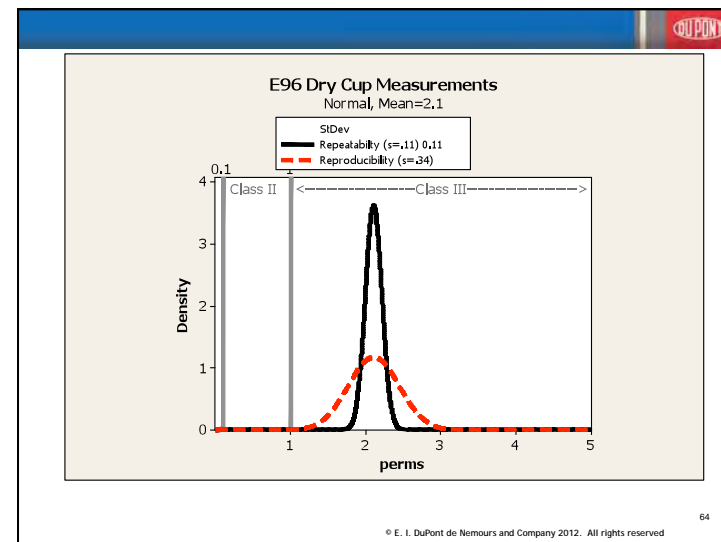 DUPON
E96 Dry Cup Measurements
Normal, Mean=2.1
StDev
Repeatabilty (s=.11) 0.11
Reproducibility (s=.34)
0.1 1
Class II <---------------Class III--------------->
4
3
2
1
0
Density
1 2 3 4 5
perms
64
© E. I. DuPont de Nemours and Company 2012. All rights reserved